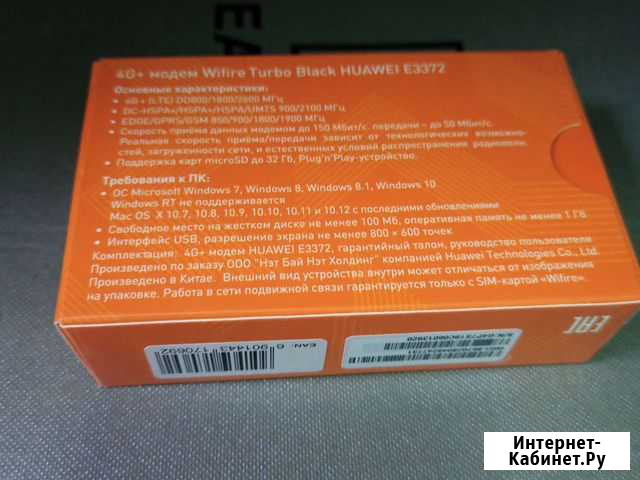 4G+ модем Wifire Turbo Black HUAWEI E3372
Основные характеристики:
• 4G+ (LTE) DD800/1800/2600 МГц
• DC-HSPA+/HSPA+/HSPA/UMTS 900/2100 МГц
• EDGE/GPRS/GSM 850/900/1800/1900 МГц
• Скорость приёма данных модемом до 150 Мбит/с, передачи – до 50 Мбит/с.
Реальная скорость приёма/передачи зависит от технологических возможно-
стей, загруженности сети, и естественных условий распространения радиоволн.
• Поддержка карт microSD до 32 Гб, Plug'n'Play-устройство.
Требования к ПК:
• ОС Microsoft Windows 7, Windows 8, Windows 8.1, Windows 10
Windows RT не поддерживается
Mac OS X 10.7, 10.8, 10.9, 10.10, 10.11 и 10.12 с последними обновлениями
• Свободное место на жестком диске не менее 100 Мб, оперативная память не менее 1 Гб
• Интерфейс USB, разрешение экрана не менее 800 × 600 точек
Комплектация: 4G+ модем HUAWEI E3372, гарантийный талон, руководство пользователя
Произведено по заказу ООО "Нэт Бай Нэт Холдинг" компанией Huawei Technologies Co., Ltd.
Произведено в Китае. Внешний вид устройства внутри может отличаться от изображения
на упаковке. Работа в сети подвижной связи гарантируется только с SIM-картой «Wifire».
EAN: 6 901443 170692
EAC
Интернет-
Кабинет.Ру